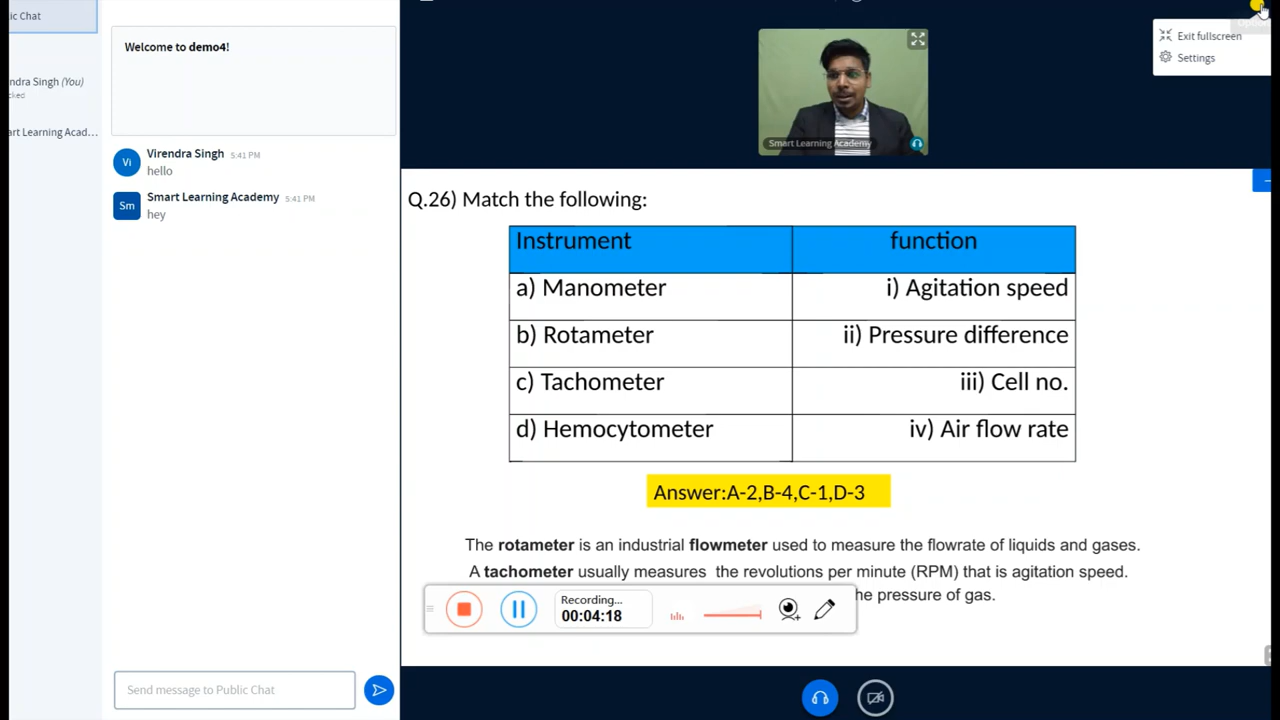 ic Chat
ndra Singh (You)
cked
art Learning Acad...
Welcome to demo4!
Vi
Virendra Singh 5:41 PM
hello
Sm
Smart Learning Academy 5:41 PM
hey
Send message to Public Chat
Smart Learning Academy
Exit fullscreen
Settings
Q.26) Match the following:
Instrument function
a) Manometer i) Agitation speed
b) Rotameter ii) Pressure difference
c) Tachometer iii) Cell no.
d) Hemocytometer iv) Air flow rate
Answer:A-2,B-4,C-1,D-3
The rotameter is an industrial flowmeter used to measure the flowrate of liquids and gases.
A tachometer usually measures the revolutions per minute (RPM) that is agitation speed.
he pressure of gas.
Recording...
00:04:18